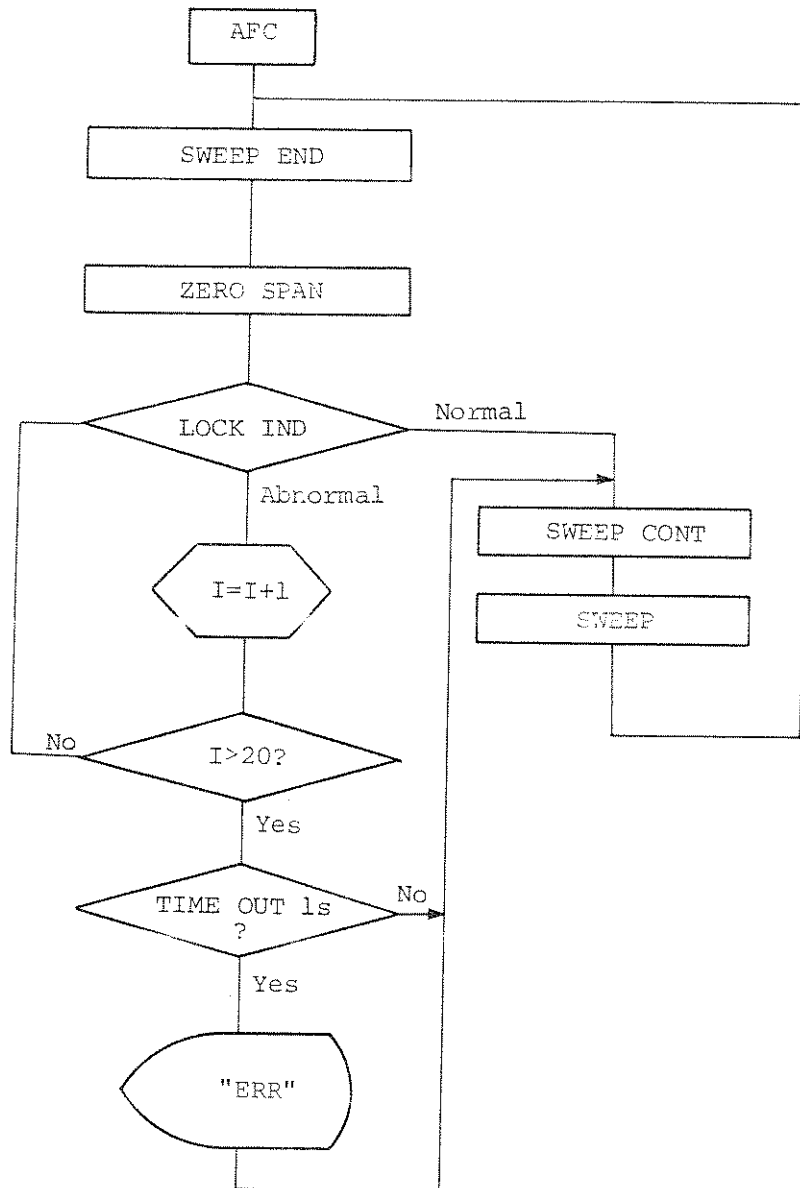 AFC
SWEEP END
ZERO SPAN
LOCK IND
Normal
Abnormal
SWEEP CONT
I=I+1
SWEEP
No
I>20?
Yes
TIME OUT 1s
?
No
Yes
"ERR"